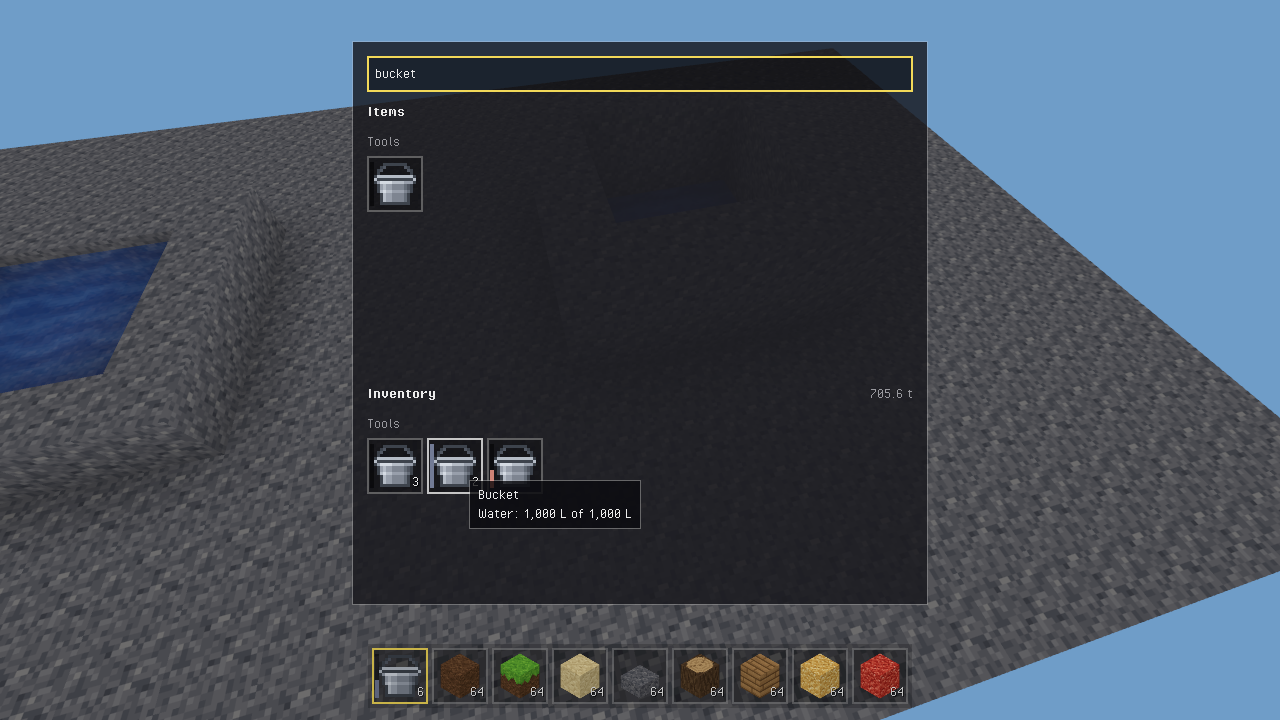 bucket
Items
Tools
Inventory 705.6 t
Tools
3
2
Bucket
Water: 1,000 L of 1,000 L
6 64 64 64 64 64 64 64 64